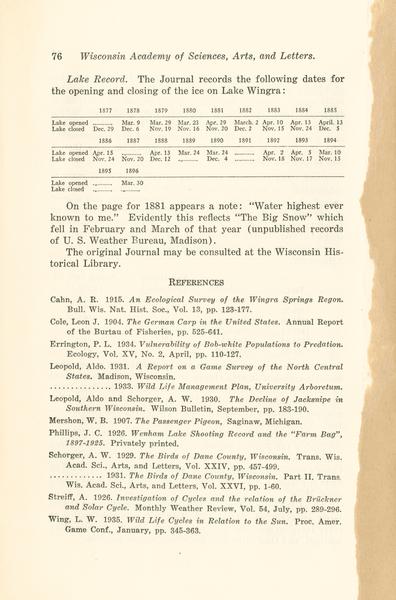 76 Wisconsin Academy of Sciences, Arts, and Letters.
Lake Record. The Journal records the following dates for
the opening and closing of the ice on Lake Wingra:
1877 1878 1879 1880 1881 1882 1883 1884 1885
Lake opened .......... Mar. 9 Mar. 29 Mar. 23 Apr. 29 March. 2 Apr. 10 Apr. 13 April. 13
Lake closed Dec. 29 Dec. 6 Nov. 19 Nov. 16 Nov. 20 Dec. 2 Nov. 15 Nov. 24 Dec. 5
1886 1887 1888 1889 1890 1891 1892 1893 1894
Lake opened Apr. 15 .......... Apr. 13 Mar. 24 Mar. 24 .......... Apr. 2 Apr. 5 Mar. 10
Lake closed Nov. 24 Nov. 20 Dec. 12 .......... Dec. 4 .......... Nov. 18 Nov. 17 Nov. 15
1895 1896
Lake opened .......... Mar. 30
Lake closed .......... ..........
On the page for 1881 appears a note: "Water highest ever
known to me." Evidently this reflects "The Big Snow" which
fell in February and March of that year (unpublished records
of U. S. Weather Bureau, Madison).
The original Journal may be consulted at the Wisconsin His-
torical Library.
REFERENCES
Cahn, A. R. 1915. An Ecological Survey of the Wingra Springs Regon.
Bull. Wis. Nat. Hist. Soc., Vol. 13, pp. 123-177.
Cole, Leon J. 1904. The German Carp in the United States. Annual Report
of the Burtau of Fisheries, pp. 525-641.
Errington, P. L. 1934. Vulnerability of Bob-white Populations to Predation.
Ecology, Vol. XV, No. 2, April, pp. 110-127.
Leopold, Aldo. 1931. A Report on a Game Survey of the North Central
States. Madison, Wisconsin.
............... 1933. Wild Life Management Plan, University Arboretum.
Leopold, Aldo and Schorger, A. W. 1930. The Decline of Jacksnipe in
Southern Wisconsin. Wilson Bulletin, September, pp. 183-190.
Mershon, W. B. 1907. The Passenger Pigeon, Saginaw, Michigan.
Phillips, J. C. 1926. Wenham Lake Shooting Record and the "Farm Bag",
1897-1925. Privately printed.
Schorger, A. W. 1929. The Birds of Dane County, Wisconsin. Trans. Wis.
Acad. Sci., Arts, and Letters, Vol. XXIV, pp. 457-499.
............. 1931. The Birds of Dane County, Wisconsin. Part II. Trans.
Wis. Acad. Sci., Arts, and Letters, Vol. XXVI, pp. 1-60.
Streiff, A. 1926. Investigation of Cycles and the relation of the Brückner
and Solar Cycle. Monthly Weather Review, Vol. 54, July, pp. 289-296.
Wing, L. W. 1935. Wild Life Cycles in Relation to the Sun. Proc. Amer.
Game Conf., January, pp. 345-363.